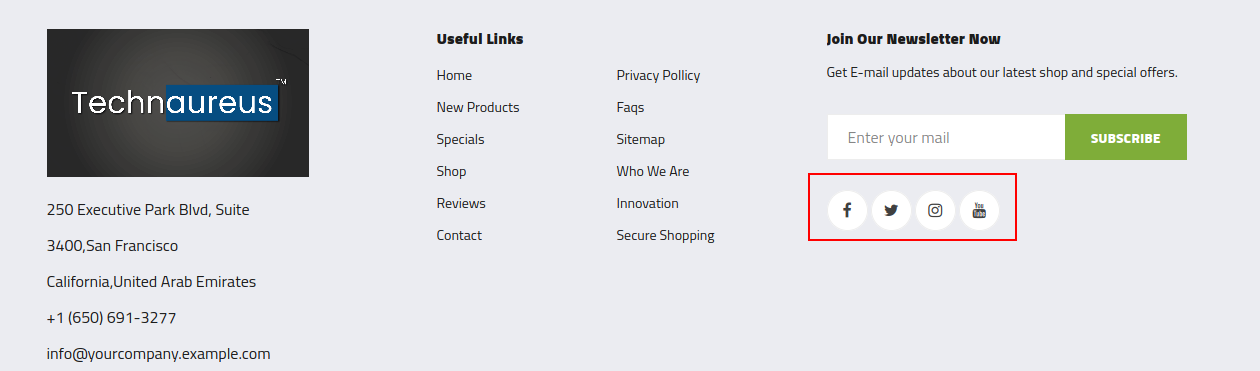 Technaureus™
250 Executive Park Blvd, Suite
3400,San Francisco
California,United Arab Emirates
+1 (650) 691-3277
info@yourcompany.example.com
Useful Links
Home
New Products
Specials
Shop
Reviews
Contact
Privacy Pollicy
Faqs
Sitemap
Who We Are
Innovation
Secure Shopping
Join Our Newsletter Now
Get E-mail updates about our latest shop and special offers.
Enter your mail
SUBSCRIBE
You
Tube